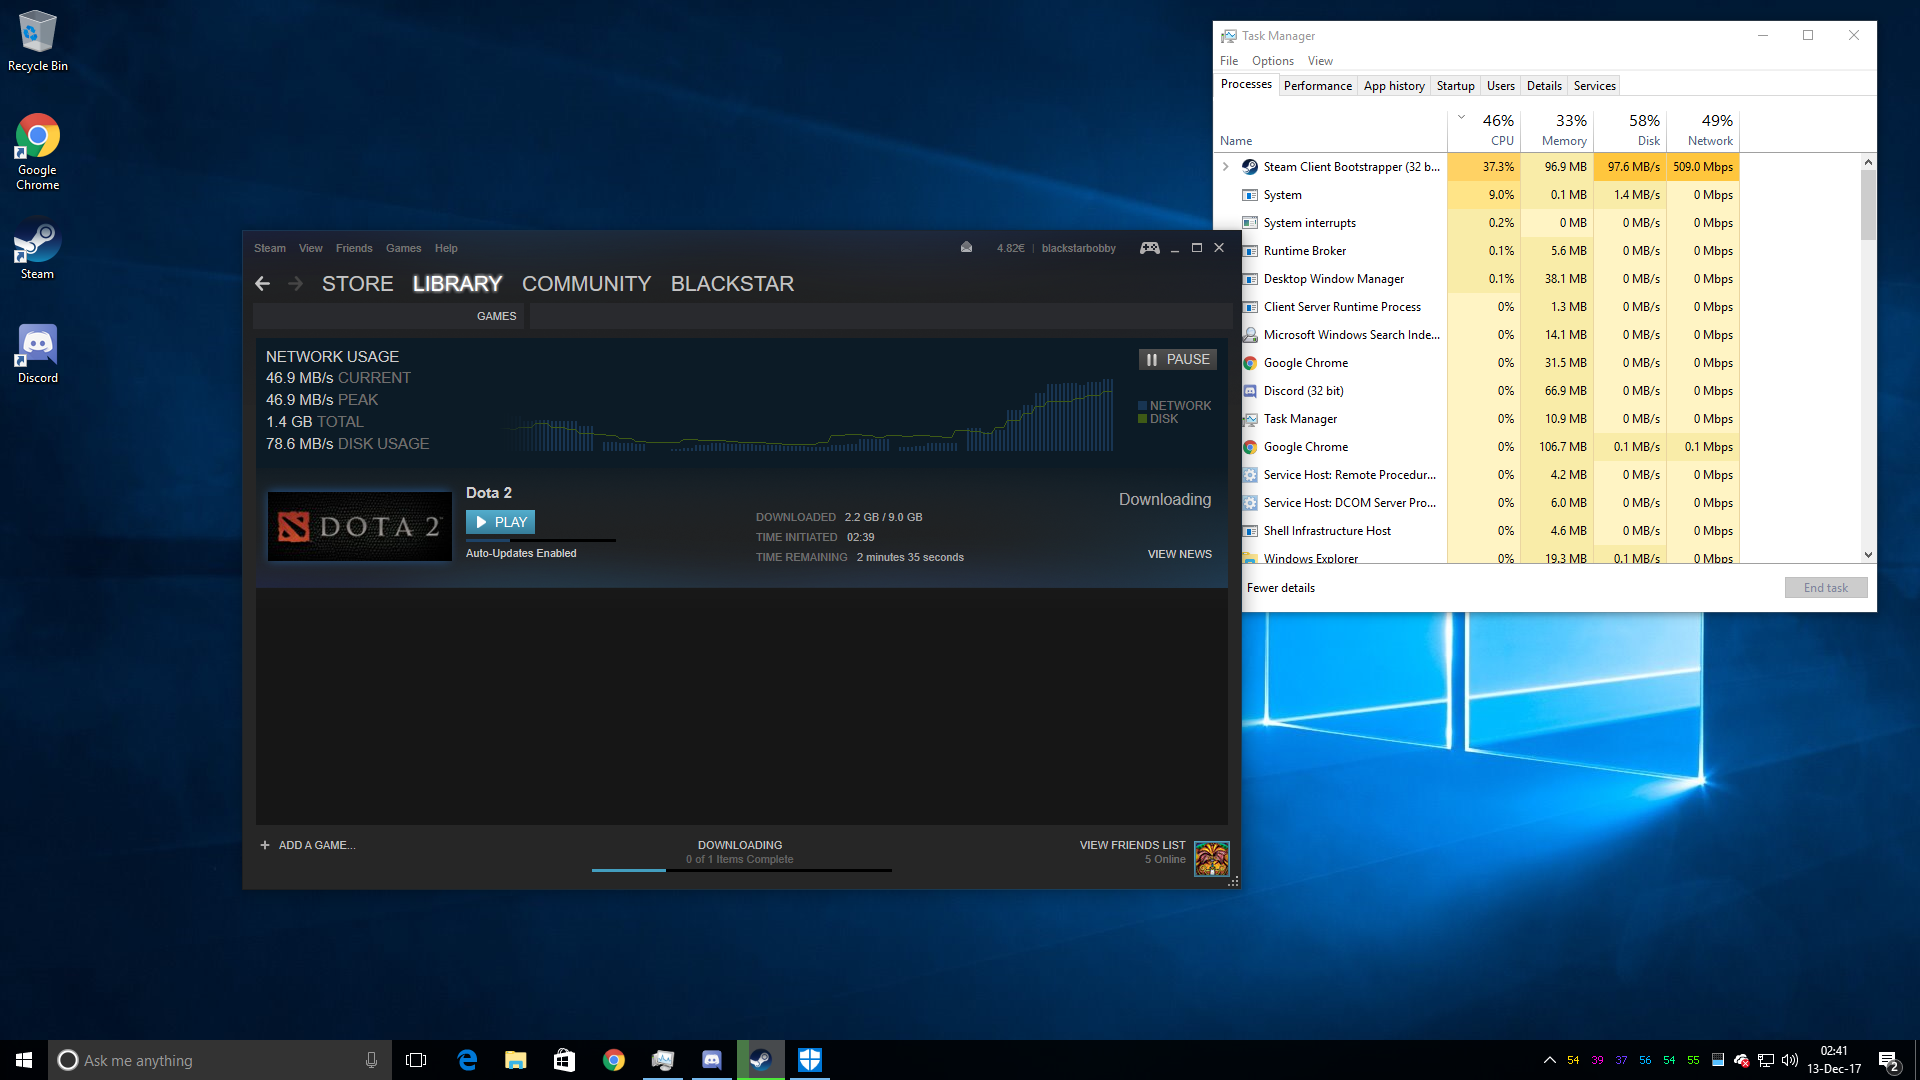 Recycle Bin
Google
Chrome
Steam
Discord
Task Manager
File Options View
Processes Performance App history Startup Users Details Services
46% 33% 58% 49%
Name CPU Memory Disk Network
Steam Client Bootstrapper (32 b... 37.3% 96.9 MB 97.6 MB/s 509.0 Mbps
System 9.0% 0.1 MB 1.4 MB/s 0 Mbps
System interrupts 0.2% 0 MB 0 MB/s 0 Mbps
Runtime Broker 0.1% 5.6 MB 0 MB/s 0 Mbps
Desktop Window Manager 0.1% 38.1 MB 0 MB/s 0 Mbps
Client Server Runtime Process 0% 1.3 MB 0 MB/s 0 Mbps
Microsoft Windows Search Inde... 0% 14.1 MB 0 MB/s 0 Mbps
Google Chrome 0% 31.5 MB 0 MB/s 0 Mbps
Discord (32 bit) 0% 66.9 MB 0 MB/s 0 Mbps
Task Manager 0% 10.9 MB 0 MB/s 0 Mbps
Google Chrome 0% 106.7 MB 0.1 MB/s 0.1 Mbps
Service Host: Remote Procedur... 0% 4.2 MB 0 MB/s 0 Mbps
Service Host: DCOM Server Pro... 0% 6.0 MB 0 MB/s 0 Mbps
Shell Infrastructure Host 0% 4.6 MB 0 MB/s 0 Mbps
Windows Explorer 0% 19.3 MB 0.1 MB/s 0 Mbps
Fewer details End task
Steam View Friends Games Help 4.82€ | blackstarbobby
STORE LIBRARY COMMUNITY BLACKSTAR
GAMES
NETWORK USAGE
46.9 MB/s CURRENT
46.9 MB/s PEAK
1.4 GB TOTAL
78.6 MB/s DISK USAGE
PAUSE
NETWORK
DISK
DOTA 2
Dota 2
PLAY
Auto-Updates Enabled
DOWNLOADED 2.2 GB / 9.0 GB
TIME INITIATED 02:39
TIME REMAINING 2 minutes 35 seconds
Downloading
VIEW NEWS
+ ADD A GAME...
DOWNLOADING
0 of 1 Items Complete
VIEW FRIENDS LIST
5 Online
Ask me anything
54 39 37 56 54 55
02:41
13-Dec-17
2